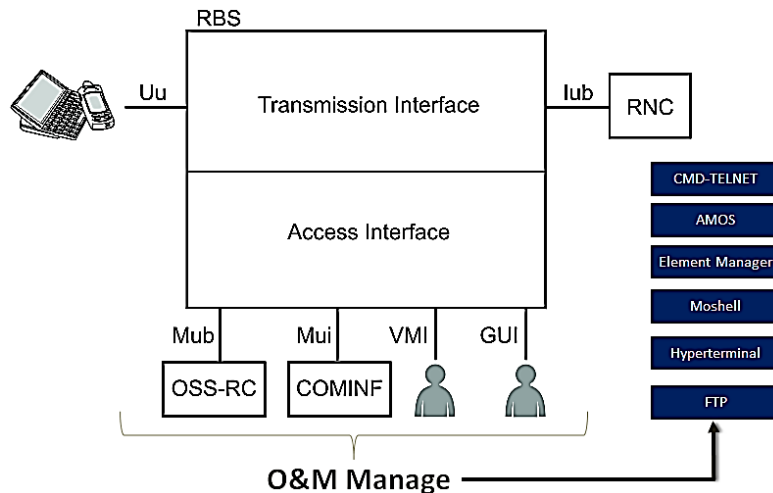 RBS
Uu
Transmission Interface
Iub
RNC
CMD-TELNET
AMOS
Access Interface
Element Manager
Moshell
Mub
Mui
VMI
GUI
Hyperterminal
OSS-RC
COMINF
FTP
O&M Manage